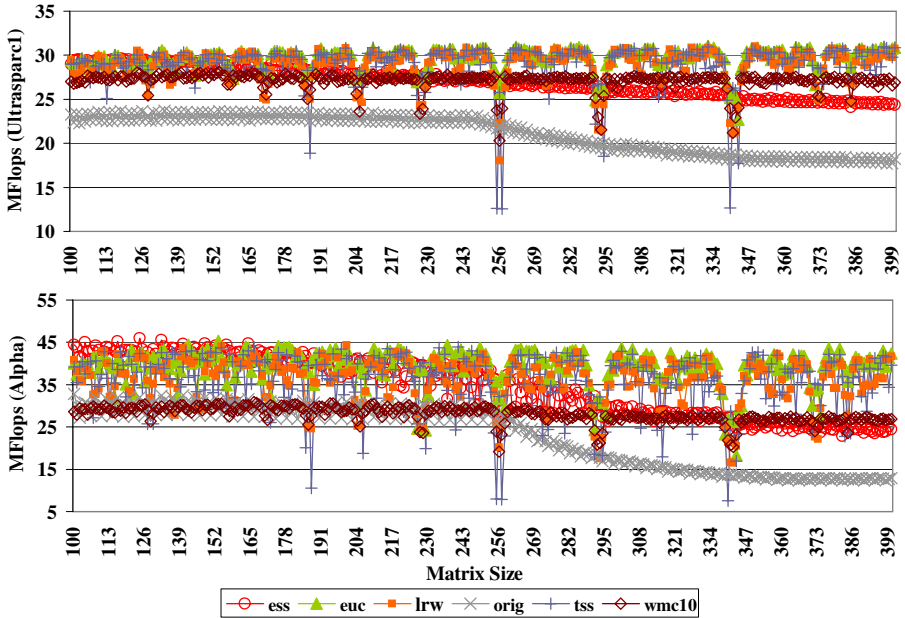 MFlops (Ultrasparc1)
35
30
25
20
15
10
100 113 126 139 152 165 178 191 204 217 230 243 256 269 282 295 308 321 334 347 360 373 386 399
MFlops (Alpha)
55
45
35
25
15
5
100 113 126 139 152 165 178 191 204 217 230 243 256 269 282 295 308 321 334 347 360 373 386 399
Matrix Size
ess euc lrw orig tss wmc10